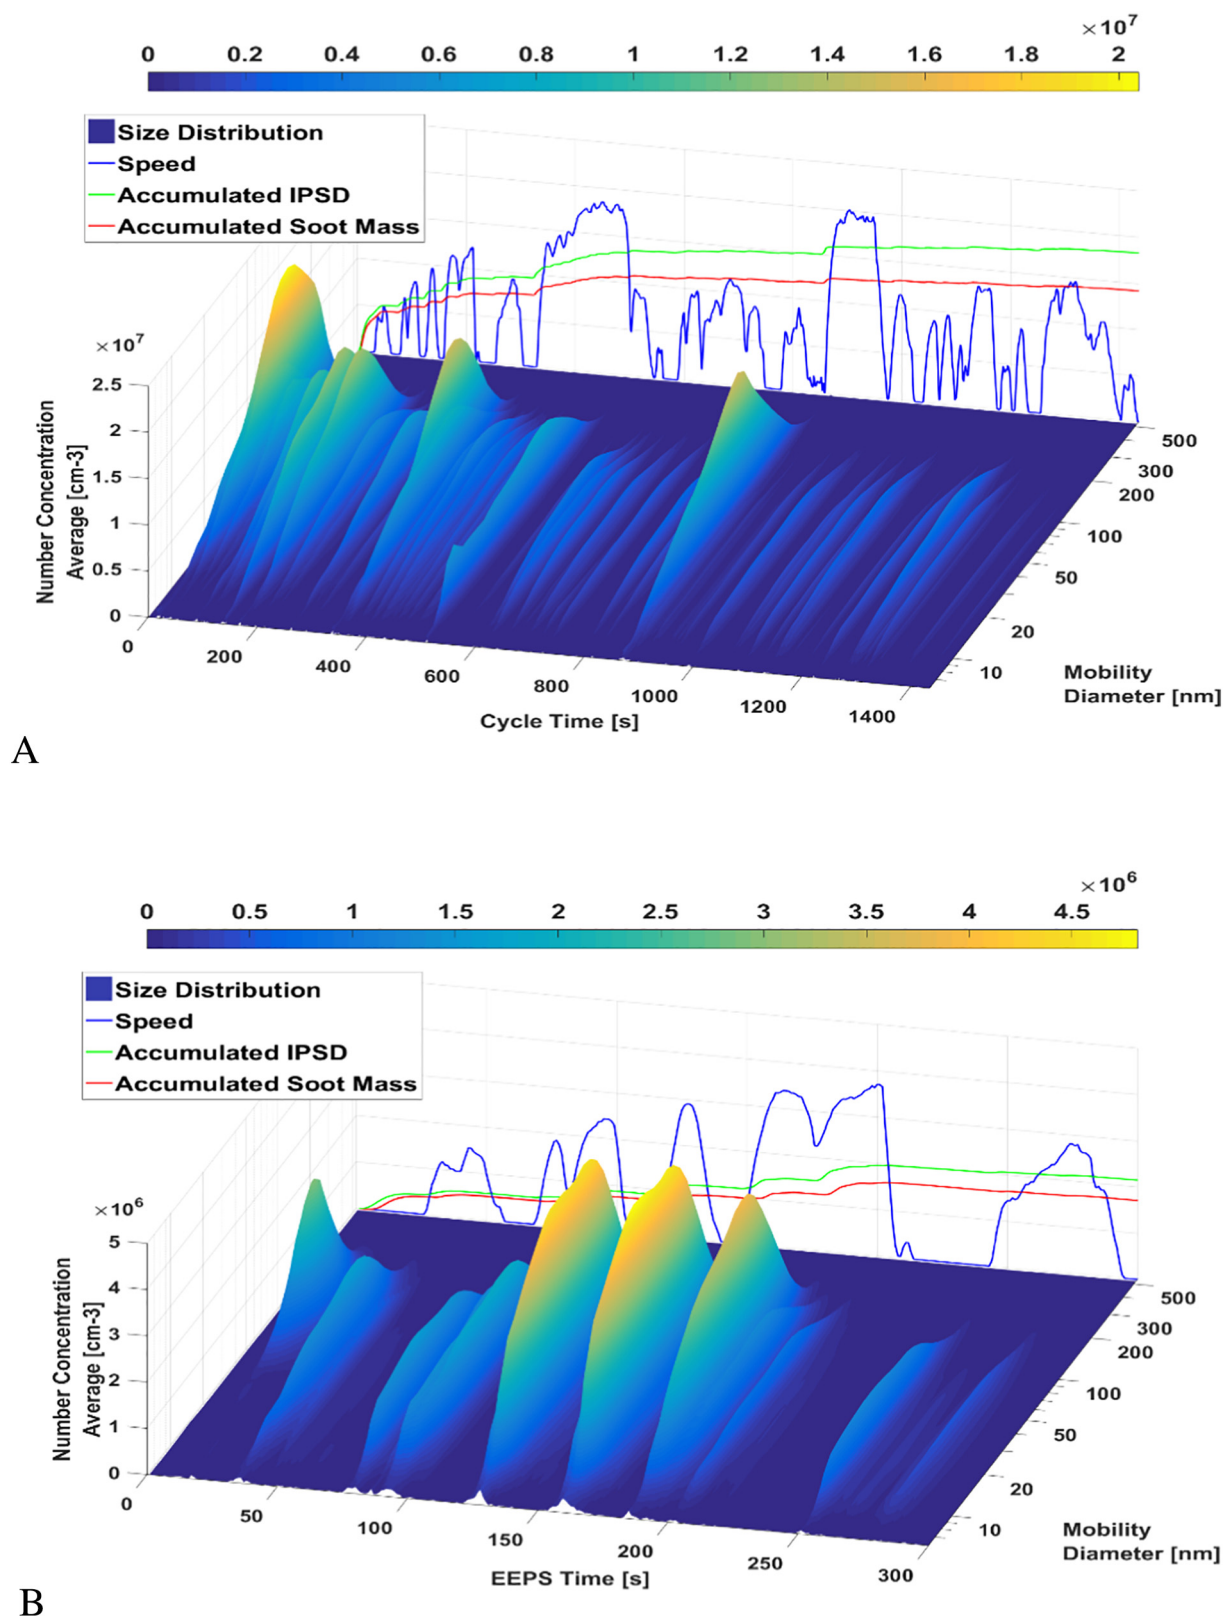 ×10⁷
0 0.2 0.4 0.6 0.8 1 1.2 1.4 1.6 1.8 2
Size Distribution
Speed
Accumulated IPSD
Accumulated Soot Mass
×10⁷
2.5
2
1.5
1
0.5
0
Number Concentration
Average [cm-3]
0 200 400 600 800 1000 1200 1400
Cycle Time [s]
500
300
200
100
50
20
10
Mobility
Diameter [nm]
A
×10⁶
0 0.5 1 1.5 2 2.5 3 3.5 4 4.5
Size Distribution
Speed
Accumulated IPSD
Accumulated Soot Mass
×10⁶
5
4
3
2
1
0
Number Concentration
Average [cm-3]
0 50 100 150 200 250 300
EEPS Time [s]
500
300
200
100
50
20
10
Mobility
Diameter [nm]
B